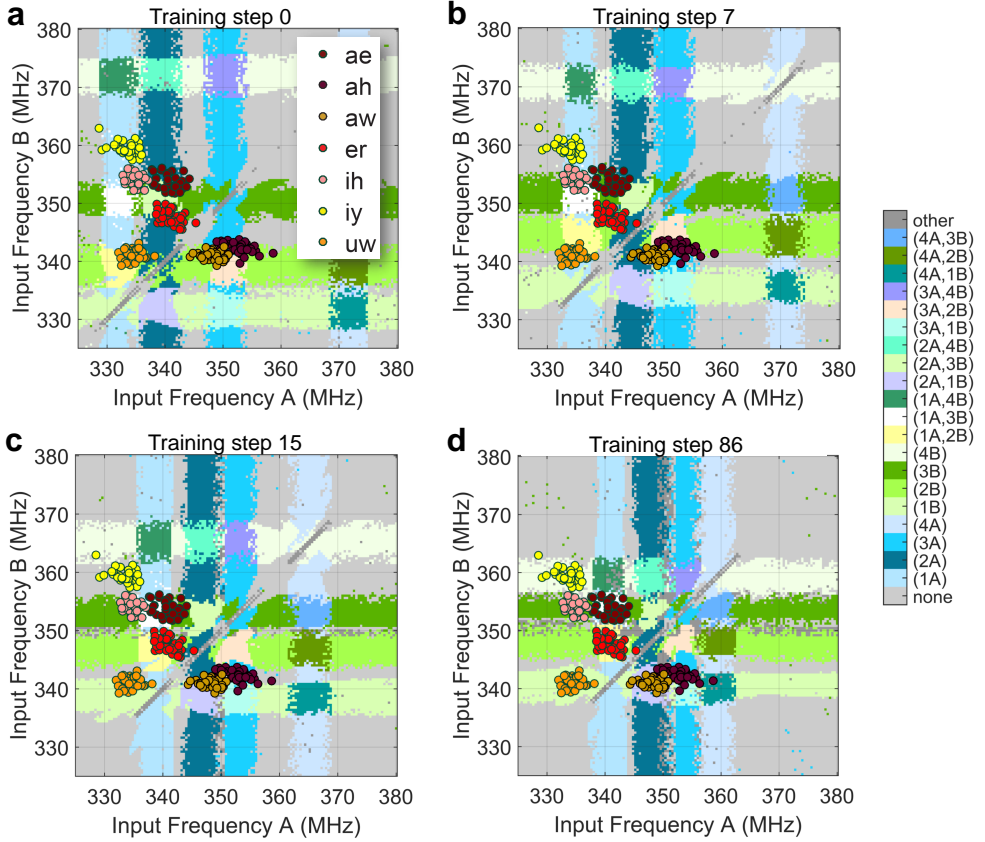 a
Training step 0
Input Frequency B (MHz)
380
370
360
350
340
330
330
340
350
360
370
380
Input Frequency A (MHz)
ae
ah
aw
er
ih
iy
uw
b
Training step 7
Input Frequency B (MHz)
380
370
360
350
340
330
330
340
350
360
370
380
Input Frequency A (MHz)
c
Training step 15
Input Frequency B (MHz)
380
370
360
350
340
330
330
340
350
360
370
380
Input Frequency A (MHz)
d
Training step 86
Input Frequency B (MHz)
380
370
360
350
340
330
330
340
350
360
370
380
Input Frequency A (MHz)
other
(4A,3B)
(4A,2B)
(4A,1B)
(3A,4B)
(3A,2B)
(3A,1B)
(2A,4B)
(2A,3B)
(2A,1B)
(1A,4B)
(1A,3B)
(1A,2B)
(4B)
(3B)
(2B)
(1B)
(4A)
(3A)
(2A)
(1A)
none